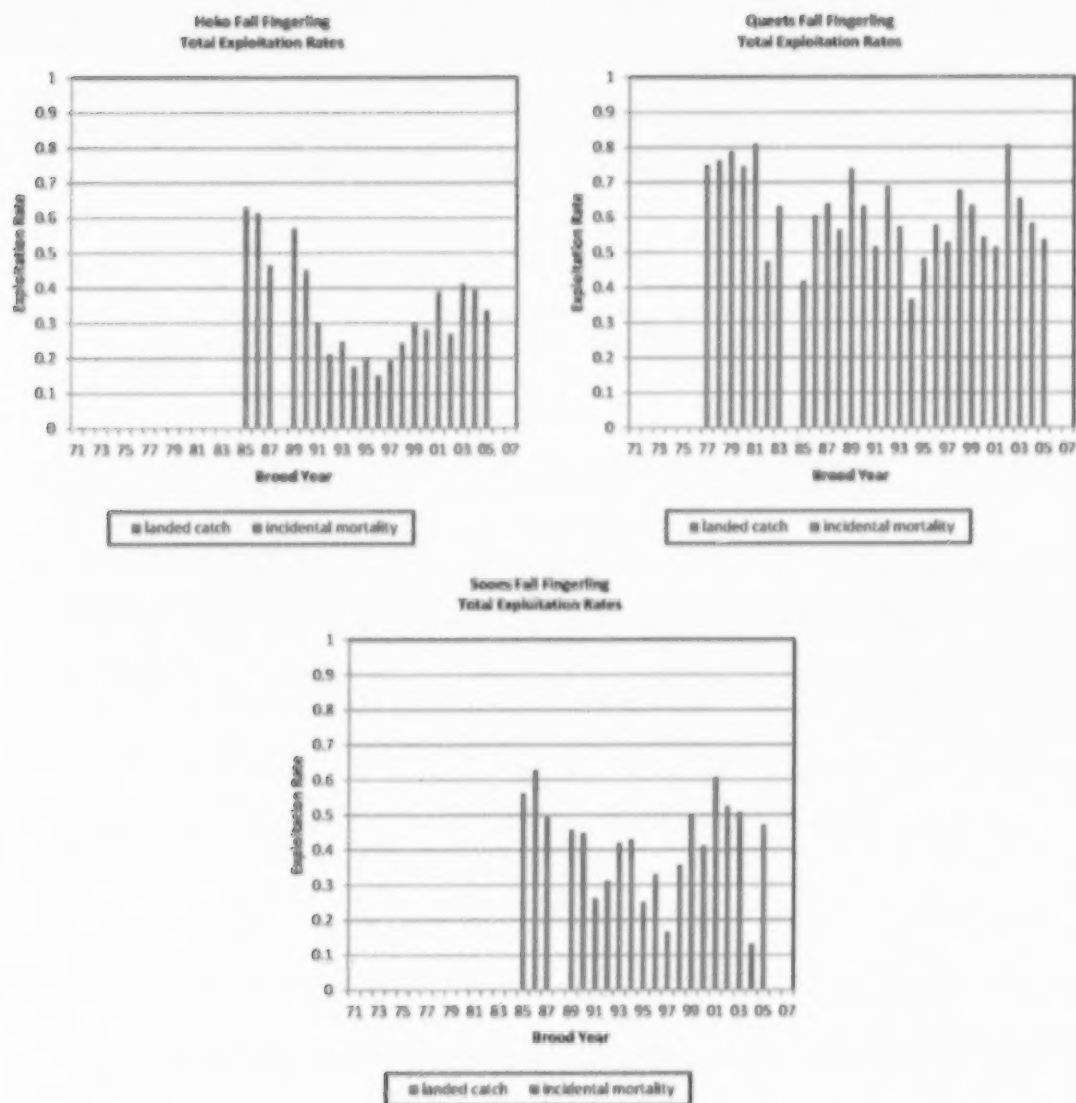 Hoko Fall Fingerling
Total Exploitation Rates
1
0.9
0.8
0.7
0.6
0.5
0.4
0.3
0.2
0.1
0
Exploitation Rate
71 73 75 77 79 81 83 85 87 89 91 93 95 97 99 01 03 05 07
Brood Year
landed catch incidental mortality
Queets Fall Fingerling
Total Exploitation Rates
1
0.9
0.8
0.7
0.6
0.5
0.4
0.3
0.2
0.1
0
Exploitation Rate
71 73 75 77 79 81 83 85 87 89 91 93 95 97 99 01 03 05 07
Brood Year
landed catch incidental mortality
Sooes Fall Fingerling
Total Exploitation Rates
1
0.9
0.8
0.7
0.6
0.5
0.4
0.3
0.2
0.1
0
Exploitation Rate
71 73 75 77 79 81 83 85 87 89 91 93 95 97 99 01 03 05 07
Brood Year
landed catch incidental mortality